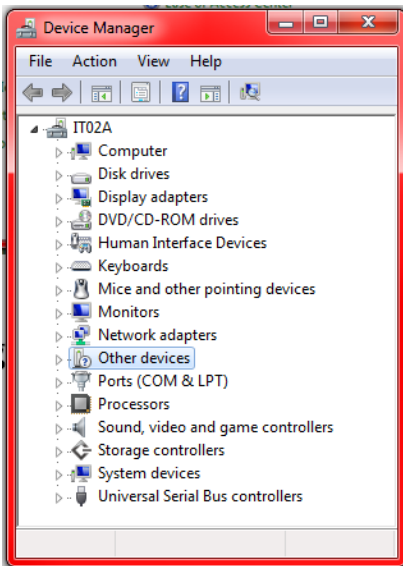 Device Manager
File Action View Help
IT02A
Computer
Disk drives
Display adapters
DVD/CD-ROM drives
Human Interface Devices
Keyboards
Mice and other pointing devices
Monitors
Network adapters
Other devices
Ports (COM & LPT)
Processors
Sound, video and game controllers
Storage controllers
System devices
Universal Serial Bus controllers